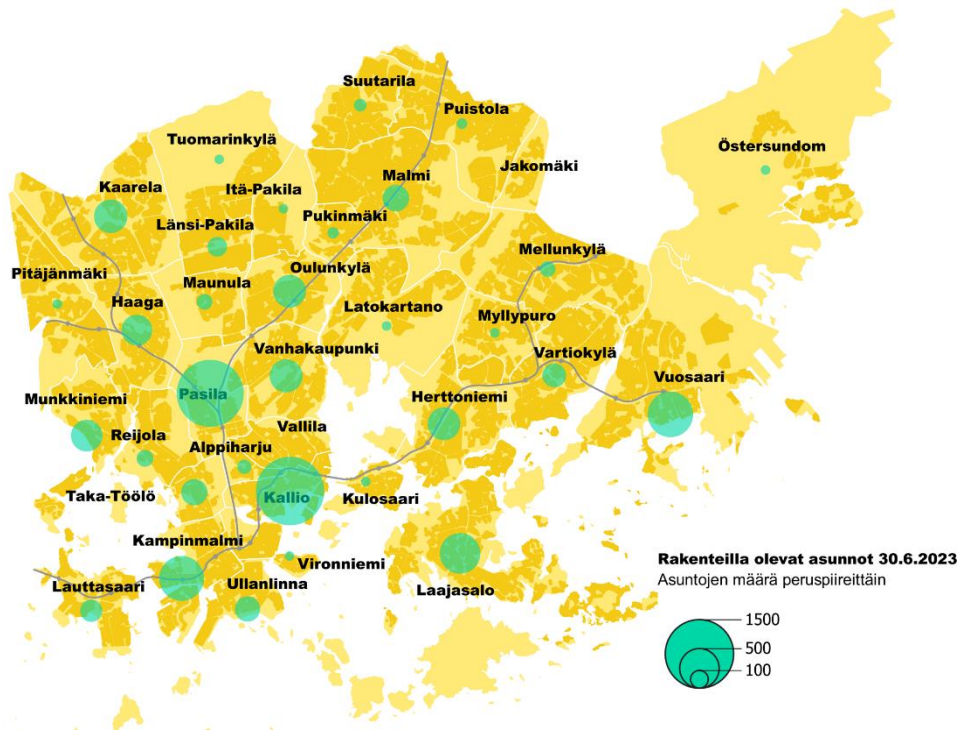 Suutarila
Puistola
Tuomarinkylä
Östersundom
Jakomäki
Malmi
Kaarela
Itä-Pakila
Pukinmäki
Länsi-Pakila
Mellunkylä
Pitäjänmäki
Oulunkylä
Maunula
Haaga
Latokartano
Myllypuro
Vanhakaupunki
Vartiokylä
Vuosaari
Pasila
Munkkiniemi
Herttoniemi
Vallila
Reijola
Alppiharju
Taka-Töölö
Kallio
Kulosaari
Kampinmalmi
Vironniemi
Lauttasaari
Ullanlinna
Laajasalo
Rakenteilla olevat asunnot 30.6.2023
Asuntojen määrä peruspiireittäin
1500
500
100